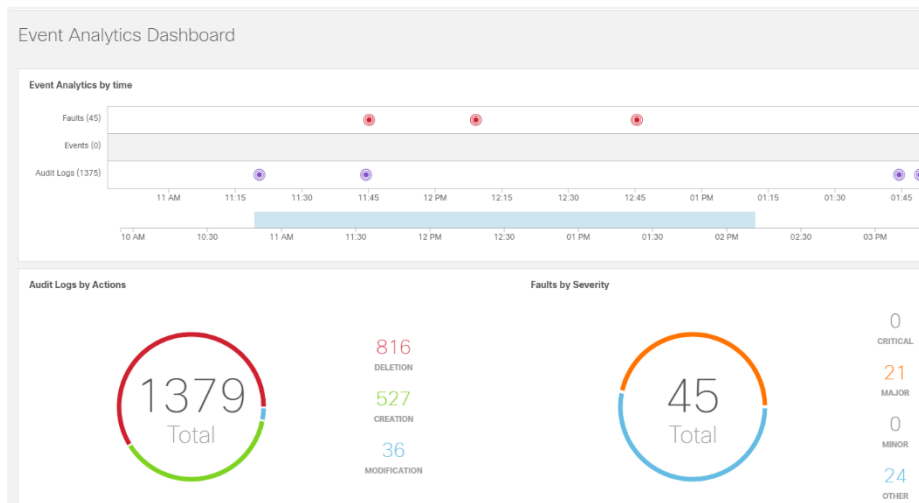 Event Analytics Dashboard
Event Analytics by time
Faults (45)
Events (0)
Audit Logs (1375)
11 AM 11:15 11:30 11:45 12 PM 12:15 12:30 12:45 01 PM 01:15 01:30 01:45
10 AM 10:30 11 AM 11:30 12 PM 12:30 01 PM 01:30 02 PM 02:30 03 PM
Audit Logs by Actions
1379
Total
816
DELETION
527
CREATION
36
MODIFICATION
Faults by Severity
45
Total
0
CRITICAL
21
MAJOR
0
MINOR
24
OTHER